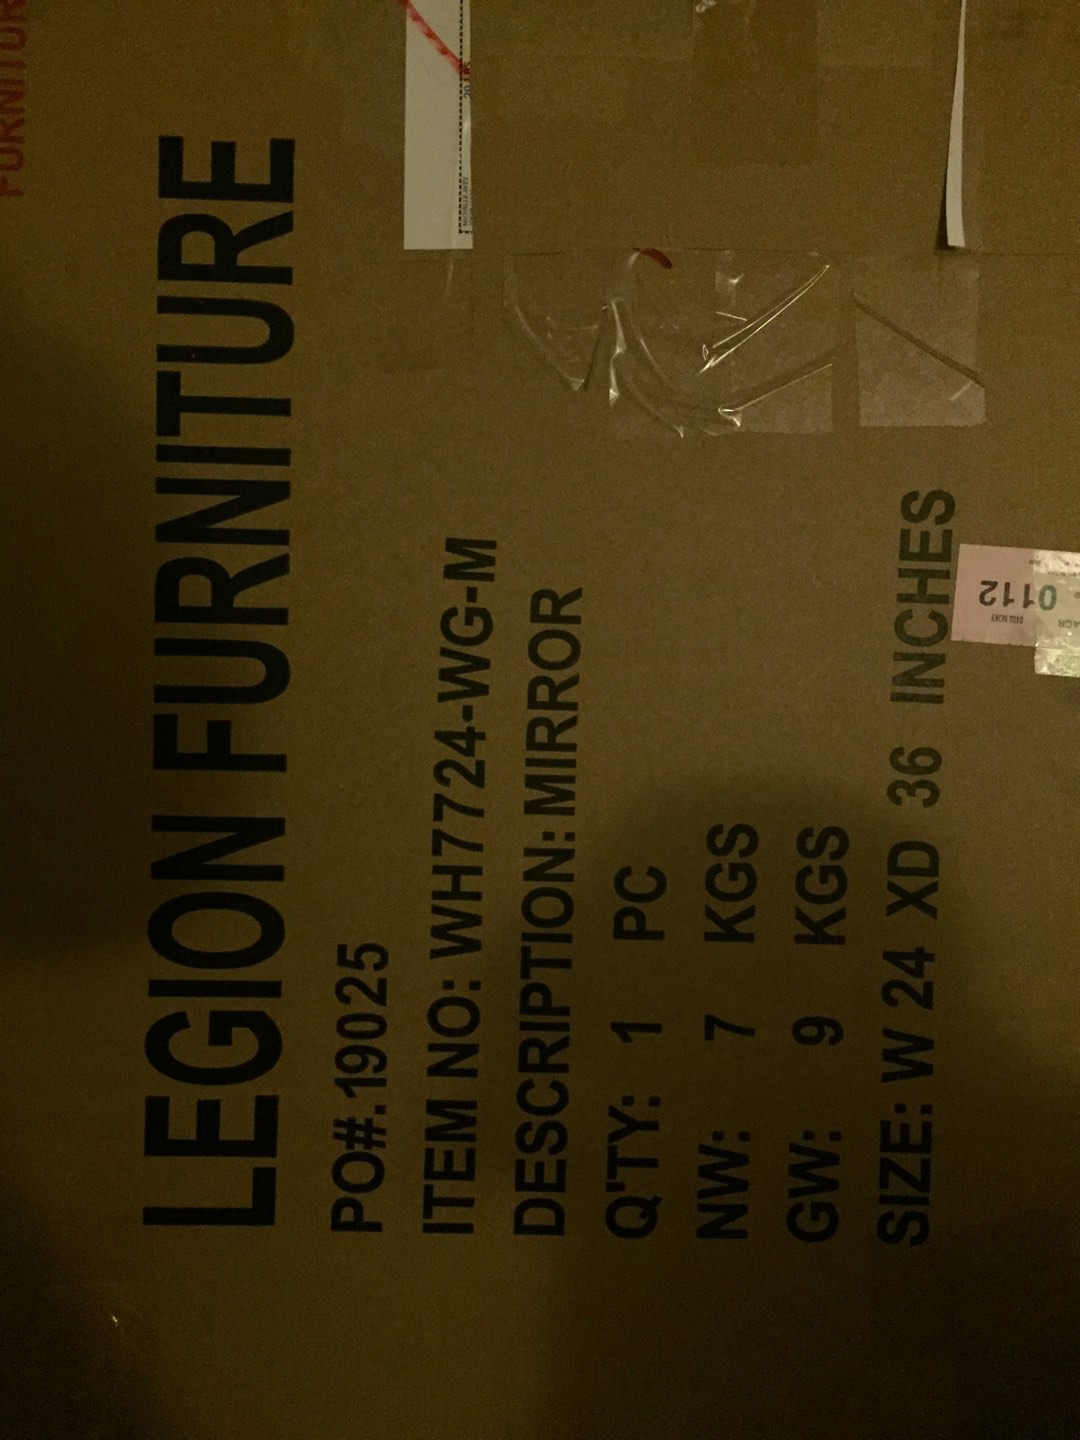 LEGION FURNITURE
PO#.19025
ITEM NO: WH7724-WG-M
DESCRIPTION: MIRROR
Q'TY: 1 PC
NW: 7 KGS
GW: 9 KGS
SIZE: W 24 XD 36 INCHES
0112